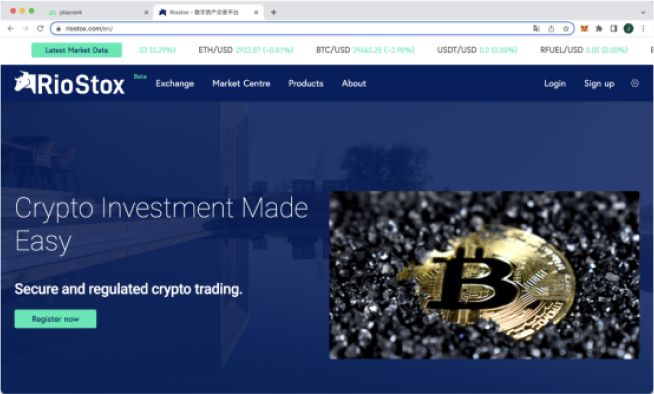 playrank
Riostox - 数字资产交易平台
riostox.com/en/
Latest Market Data
.53 (0.29%) ETH/USD 2922.87 (-0.81%) BTC/USD 39440.25 (-2.98%) USDT/USD 0.0 (0.00%) RFUEL/USD 0.05 (0.00%)
RioStox Beta
Exchange Market Centre Products About Login Sign up
Crypto Investment Made
Easy
Secure and regulated crypto trading.
Register now